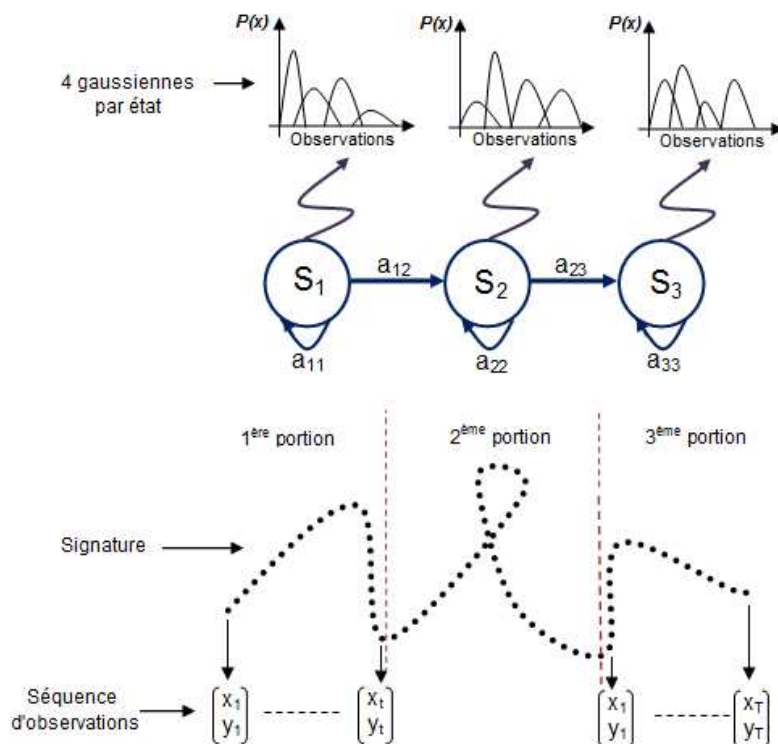 P(x) P(x) P(x)
4 gaussiennes
par état
Observations Observations Observations
S1 a12 S2 a23 S3
a11 a22 a33
1ère portion 2ème portion 3ème portion
Signature
Séquence
d'observations
x1 xt x1 xT
y1 yt y1 yT